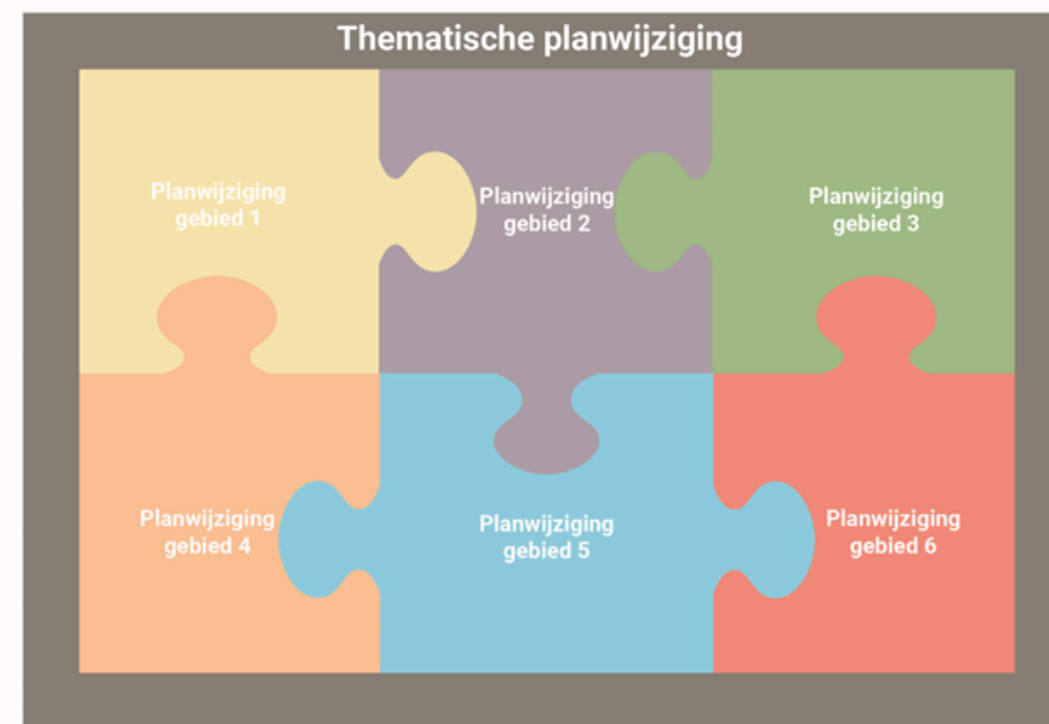 Thematische planwijziging
Planwijziging
gebied 1
Planwijziging
gebied 2
Planwijziging
gebied 3
Planwijziging
gebied 4
Planwijziging
gebied 5
Planwijziging
gebied 6